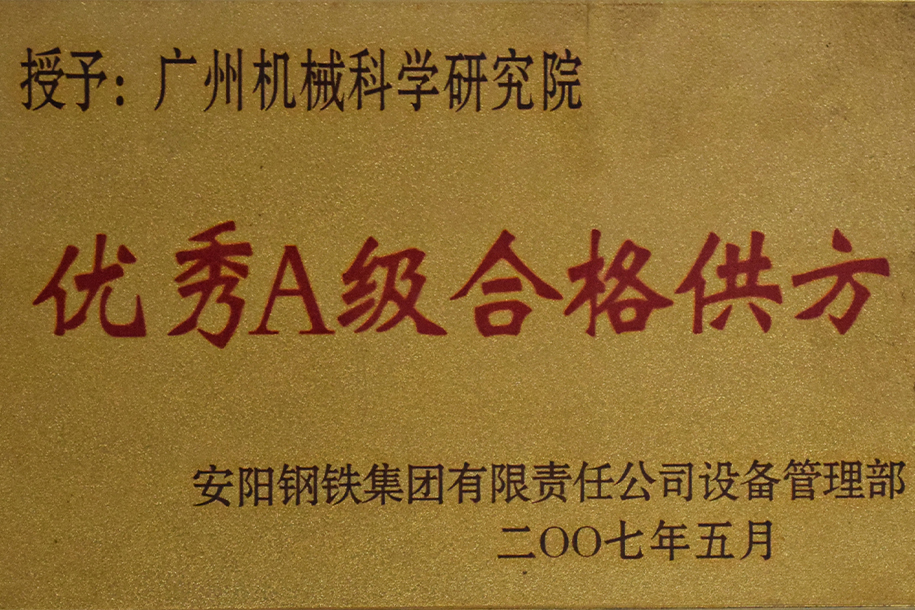 授予：广州机械科学研究院
优秀A级合格供方
安阳钢铁集团有限责任公司设备管理部
二〇〇七年五月